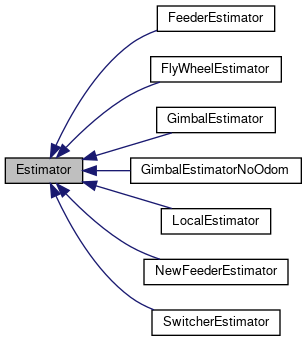 FeederEstimator
FlyWheelEstimator
GimbalEstimator
Estimator
GimbalEstimatorNoOdom
LocalEstimator
NewFeederEstimator
SwitcherEstimator